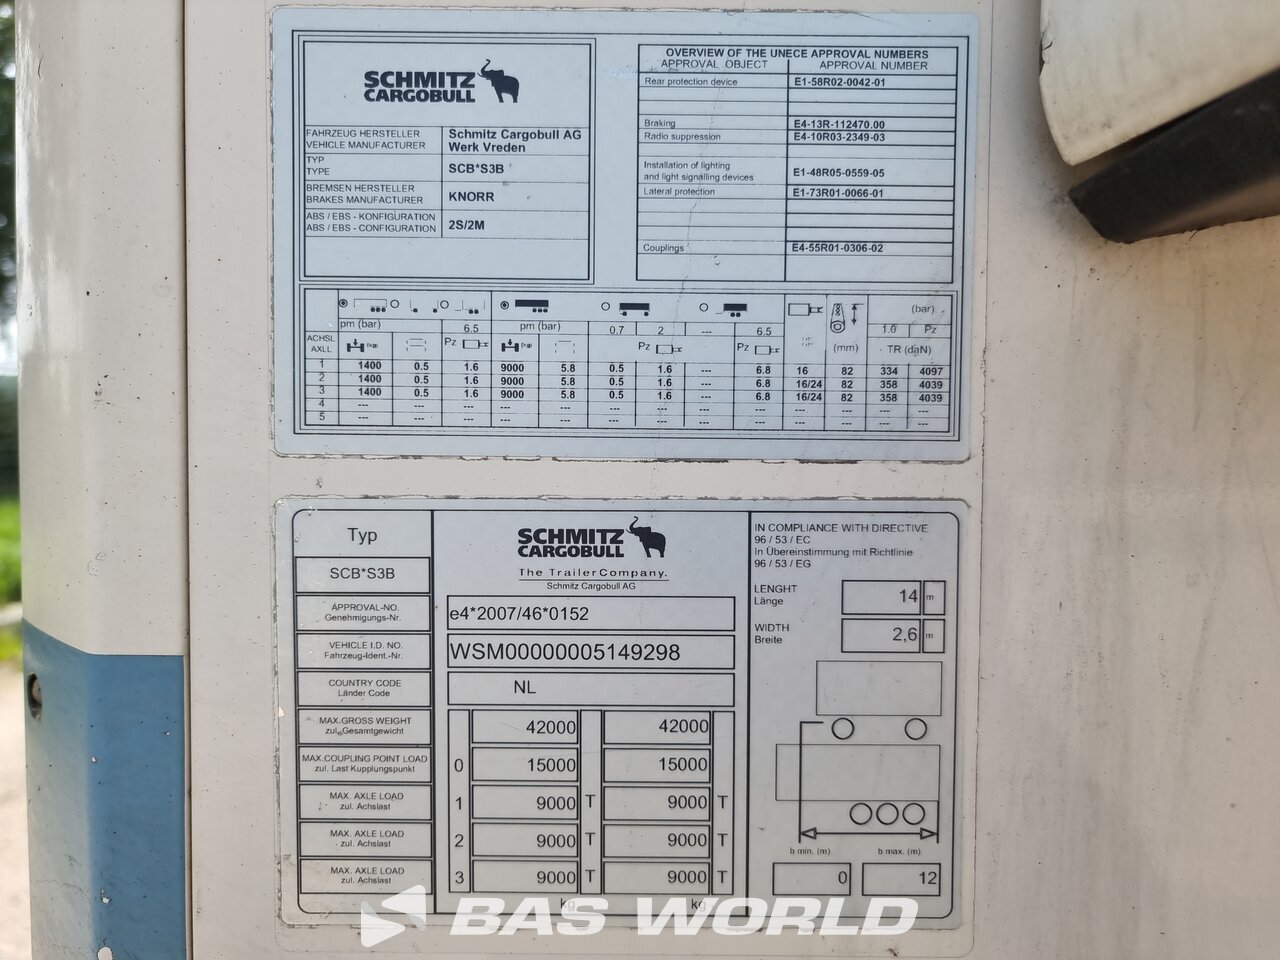 SCHMITZ
CARGOBULL
FAHRZEUG HERSTELLER
VEHICLE MANUFACTURER
Schmitz Cargobull AG
Werk Vreden
TYP
TYPE
SCB*S3B
BREMSEN HERSTELLER
BRAKES MANUFACTURER
KNORR
ABS / EBS - KONFIGURATION
ABS / EBS - CONFIGURATION
2S/2M
OVERVIEW OF THE UNECE APPROVAL NUMBERS
APPROVAL OBJECT APPROVAL NUMBER
Rear protection device E1-58R02-0042-01
Braking E4-13R-112470.00
Radio suppression E4-10R03-2349-03
Installation of lighting
and light signalling devices E1-48R05-0559-05
Lateral protection E1-73R01-0066-01
Couplings E4-55R01-0306-02
(bar)
pm (bar) 6.5 pm (bar) 0.7 2 --- 6.5 1.0 Pz
ACHSL
AXLL
(kg) Pz (kg) Pz Pz (mm) TR (daN)
1 1400 0.5 1.6 9000 5.8 0.5 1.6 --- 6.8 16 82 334 4097
2 1400 0.5 1.6 9000 5.8 0.5 1.6 --- 6.8 16/24 82 358 4039
3 1400 0.5 1.6 9000 5.8 0.5 1.6 --- 6.8 16/24 82 358 4039
4 --- --- --- --- --- --- --- --- --- --- --- --- ---
5 --- --- --- --- --- --- --- --- --- --- --- --- ---
Typ
SCB*S3B
SCHMITZ
CARGOBULL
The Trailer Company.
Schmitz Cargobull AG
APPROVAL-NO.
Genehmigungs-Nr.
e4*2007/46*0152
VEHICLE I.D. NO.
Fahrzeug-Ident.-Nr.
WSM00000005149298
COUNTRY CODE
Länder Code
NL
MAX.GROSS WEIGHT
zul.Gesamtgewicht
42000 T 42000 T
MAX.COUPLING POINT LOAD
zul. Last Kupplungspunkt
0 15000 15000
MAX. AXLE LOAD
zul. Achslast
1 9000 T 9000 T
MAX. AXLE LOAD
zul. Achslast
2 9000 T 9000 T
MAX. AXLE LOAD
zul. Achslast
3 9000 T 9000 T
kg kg
IN COMPLIANCE WITH DIRECTIVE
96 / 53 / EC
In Übereinstimmung mit Richtlinie
96 / 53 / EG
LENGHT
Länge
14 m
WIDTH
Breite
2,6 m
b min. (m) b max. (m)
0 12
BAS WORLD